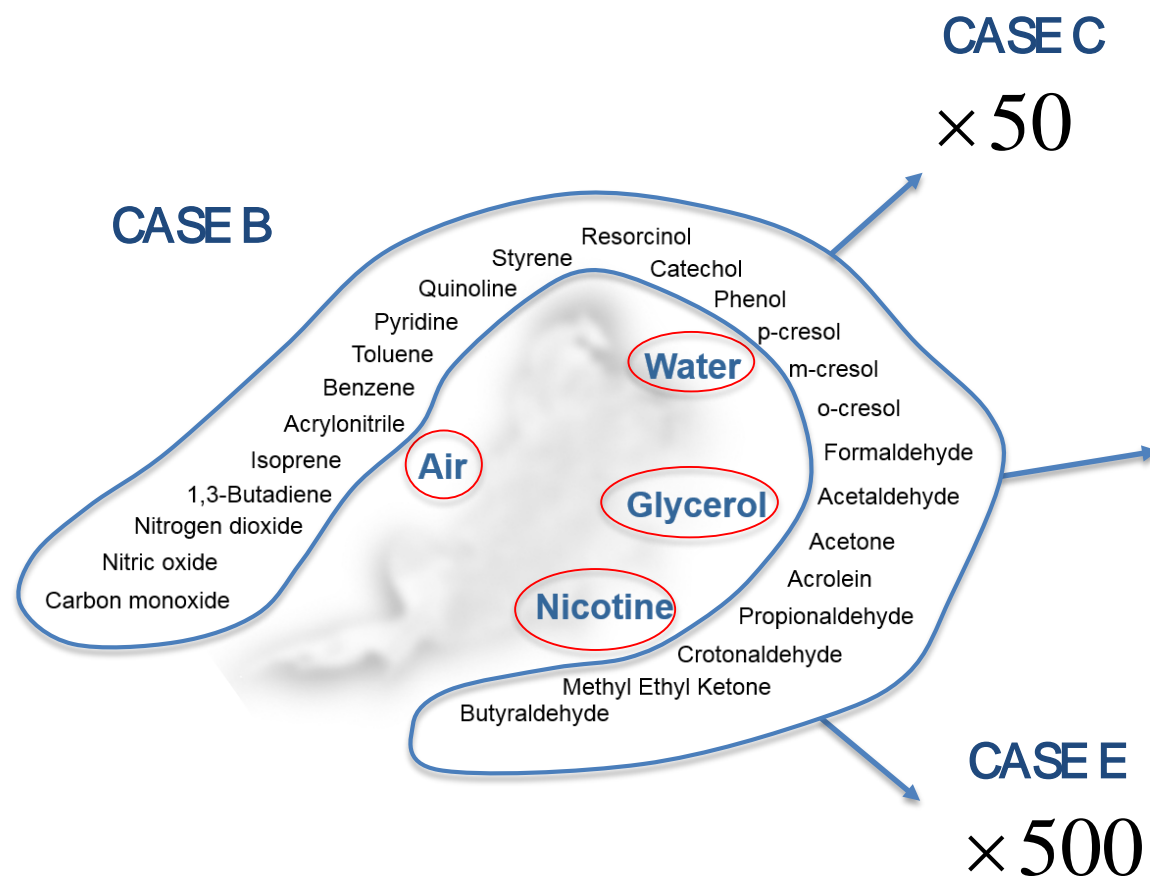 CASE C
×50
CASE B
Resorcinol
Styrene
Catechol
Quinoline
Phenol
Pyridine
p-cresol
Toluene
Water
m-cresol
Benzene
o-cresol
Acrylonitrile
Formaldehyde
Isoprene
Air
1,3-Butadiene
Acetaldehyde
Glycerol
Nitrogen dioxide
Acetone
Nitric oxide
Acrolein
Carbon monoxide
Nicotine
Propionaldehyde
Crotonaldehyde
Methyl Ethyl Ketone
Butyraldehyde
CASE E
×500